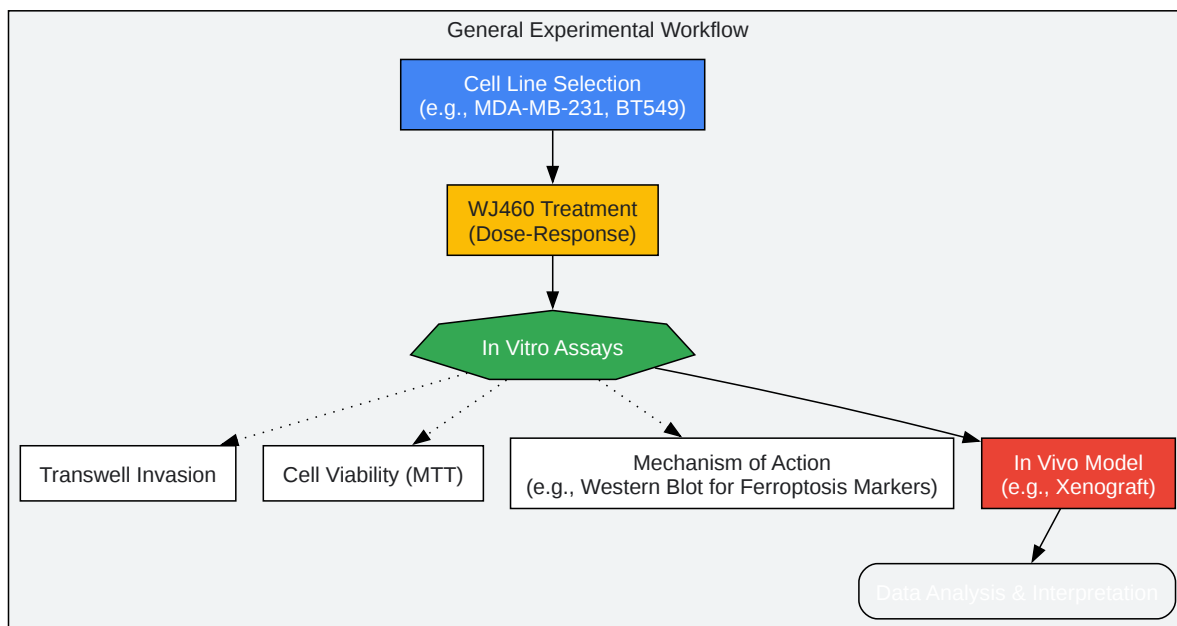 General Experimental Workflow
Cell Line Selection
(e.g., MDA-MB-231, BT549)
WJ460 Treatment
(Dose-Response)
In Vitro Assays
Transwell Invasion
Cell Viability (MTT)
Mechanism of Action
(e.g., Western Blot for Ferroptosis Markers)
In Vivo Model
(e.g., Xenograft)
Data Analysis & Interpretation